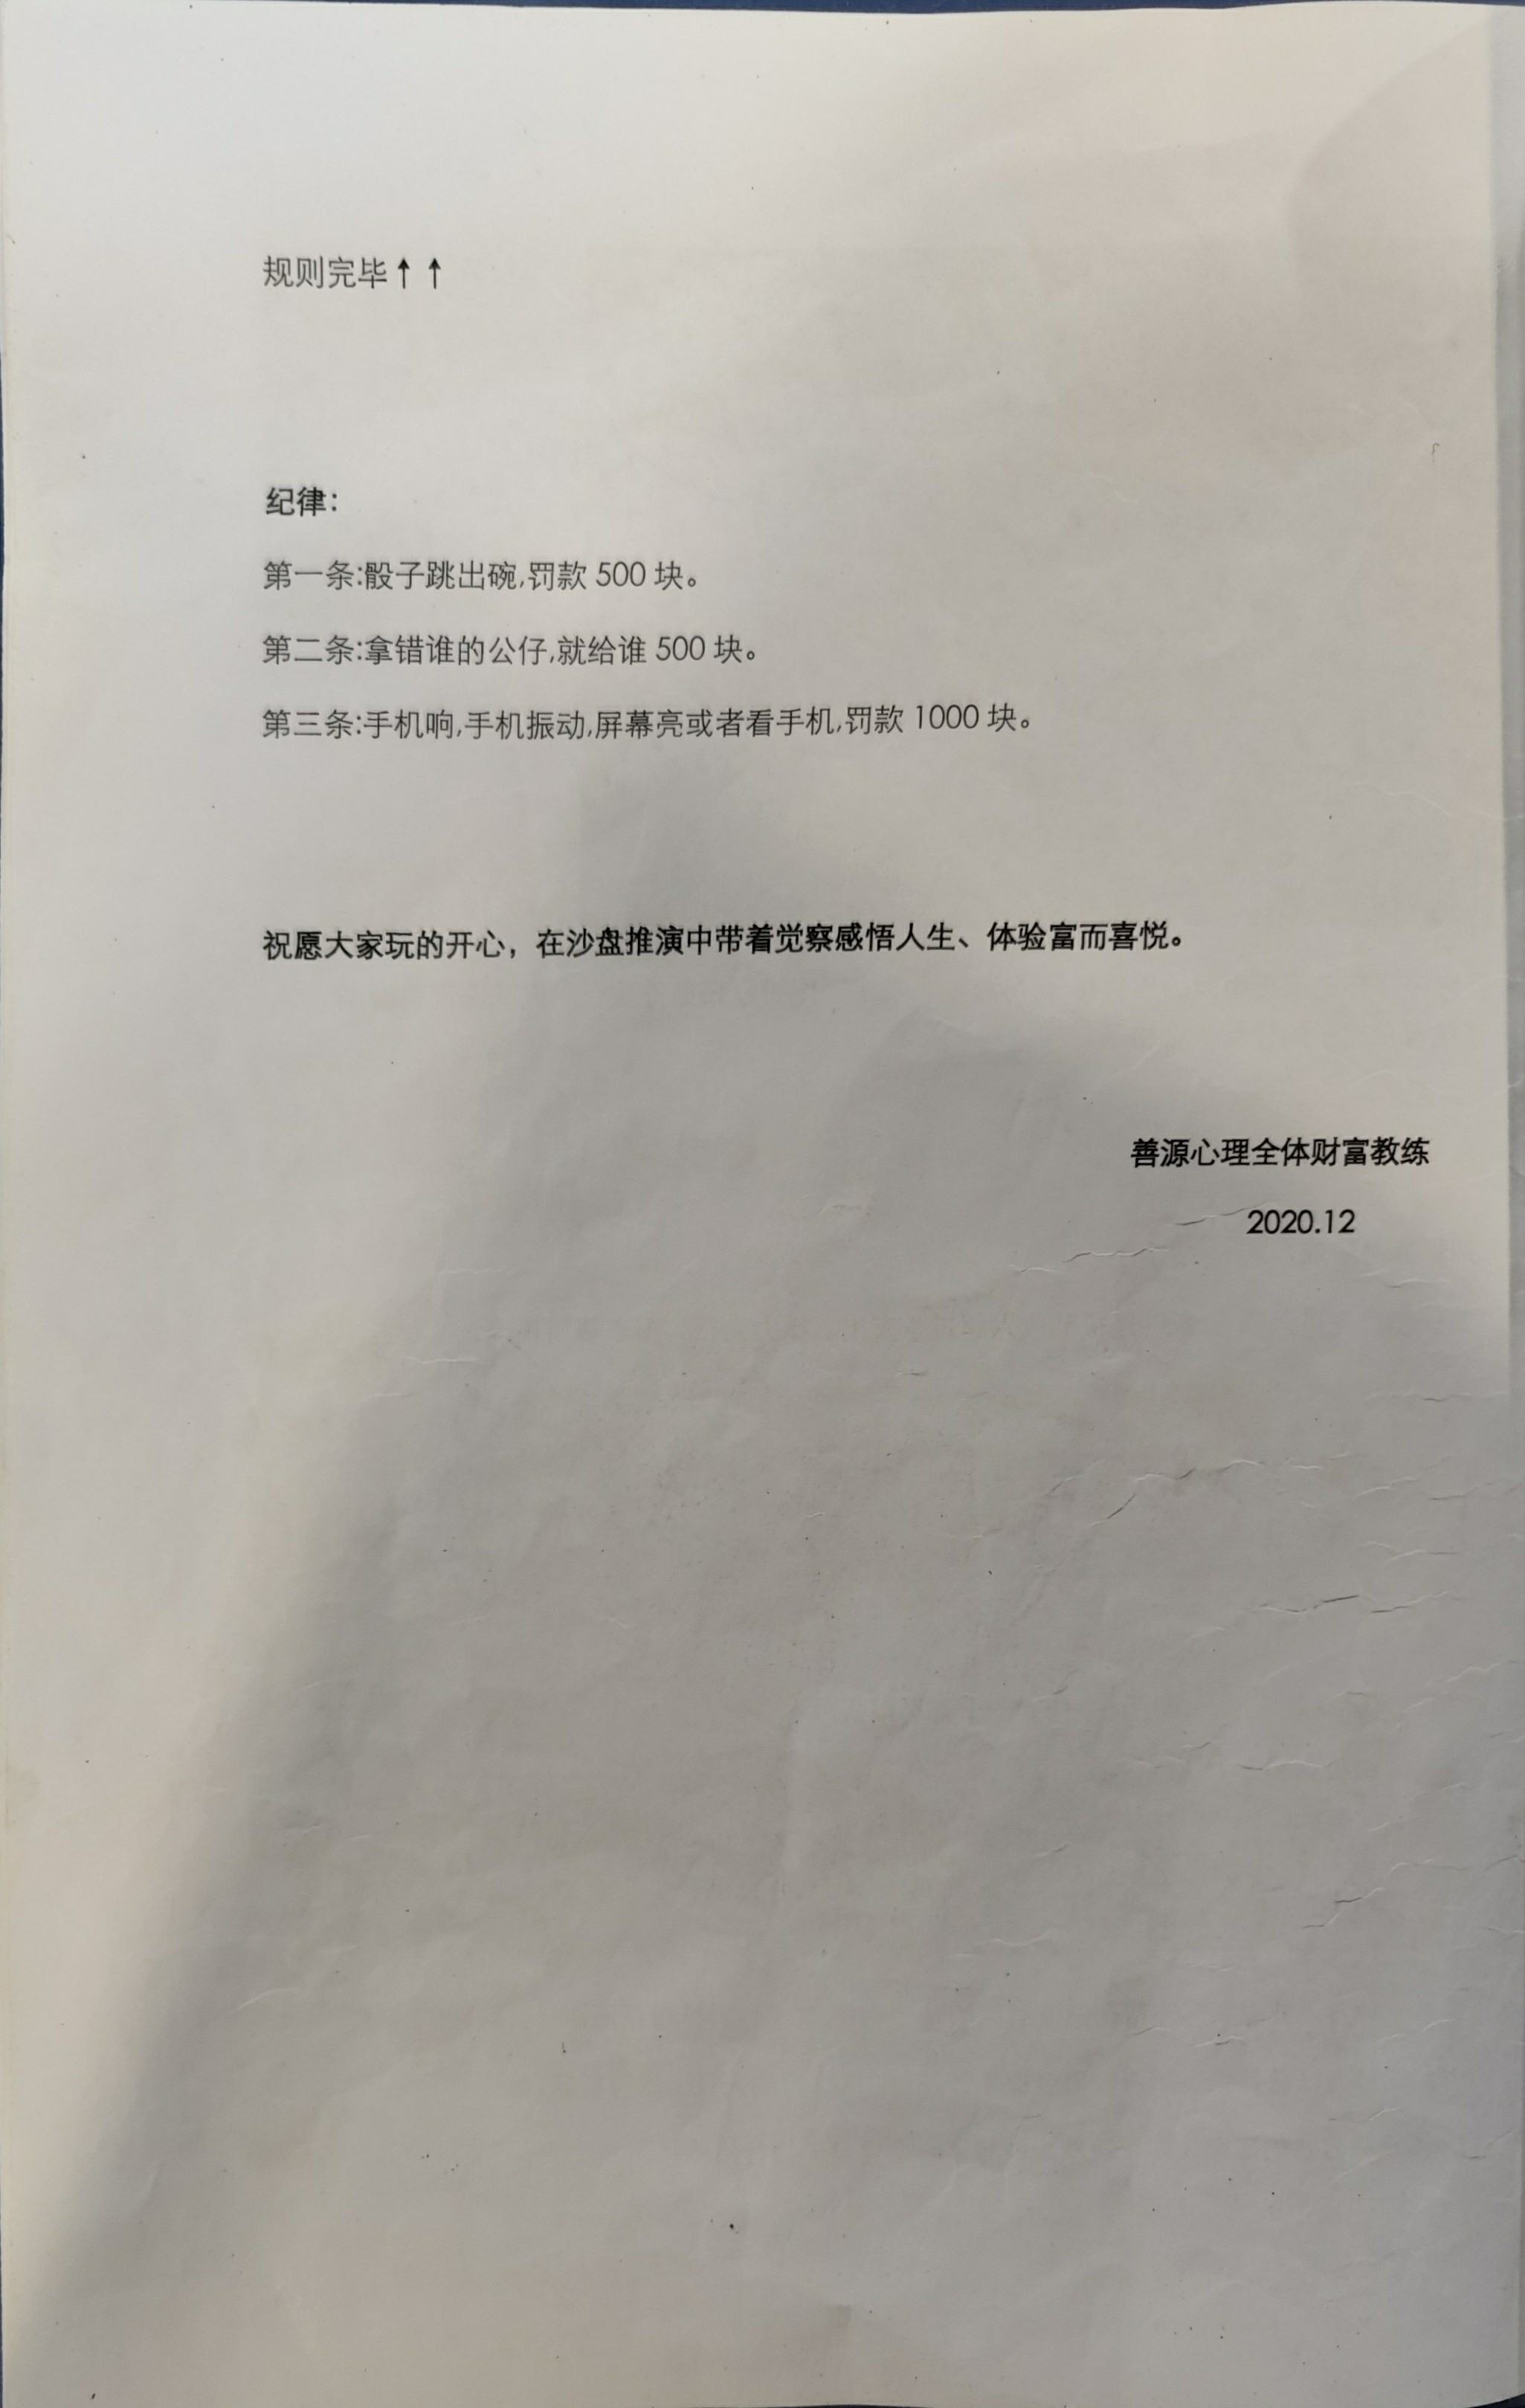 规则完毕↑ ↑
纪律：
第一条:骰子跳出碗,罚款 500 块。
第二条:拿错谁的公仔,就给谁 500 块。
第三条:手机响,手机振动,屏幕亮或者看手机,罚款 1000 块。
祝愿大家玩的开心，在沙盘推演中带着觉察感悟人生、体验富而喜悦。
善源心理全体财富教练
2020.12